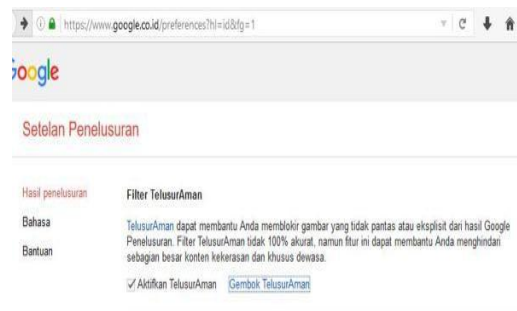 https://www.google.co.id/preferences?hl=id&fg=1
Google
Setelan Penelusuran
Hasil penelusuran
Bahasa
Bantuan
Filter TelusurAman
TelusurAman dapat membantu Anda memblokir gambar yang tidak pantas atau eksplisit dari hasil Google
Penelusuran. Filter TelusurAman tidak 100% akurat, namun fitur ini dapat membantu Anda menghindari
sebagian besar konten kekerasan dan khusus dewasa.
Aktifkan TelusurAman Gembok TelusurAman